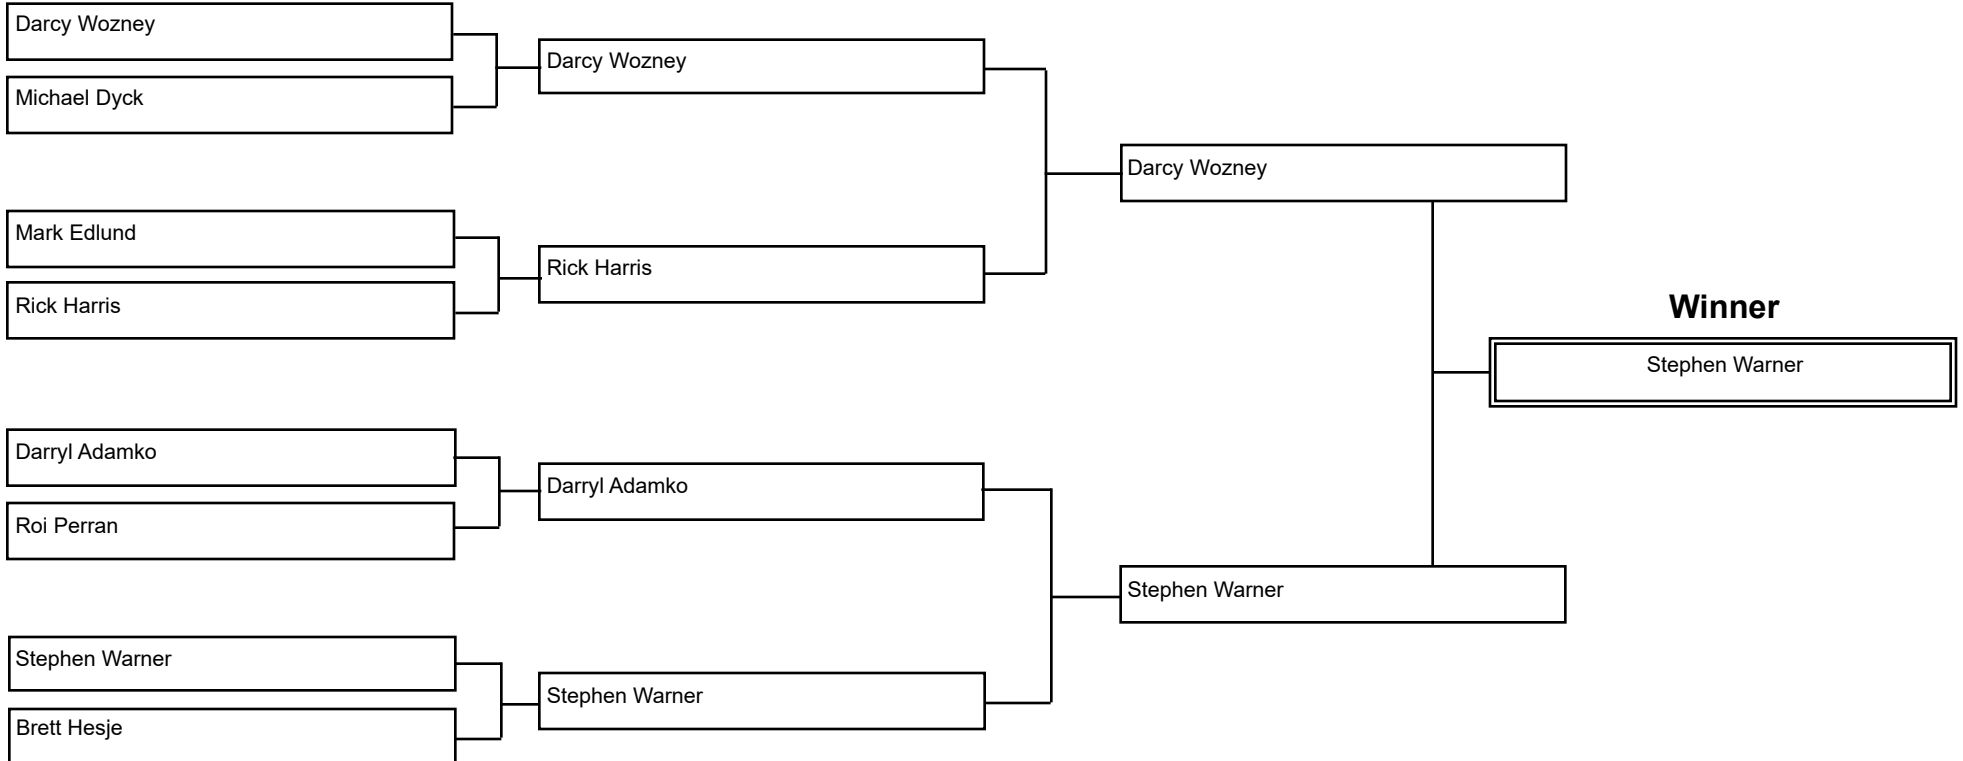 Darcy Wozney
Michael Dyck
Mark Edlund
Rick Harris
Darryl Adamko
Roi Perran
Stephen Warner
Brett Hesje
Darcy Wozney
Rick Harris
Darryl Adamko
Stephen Warner
Darcy Wozney
Stephen Warner
Winner
Stephen Warner